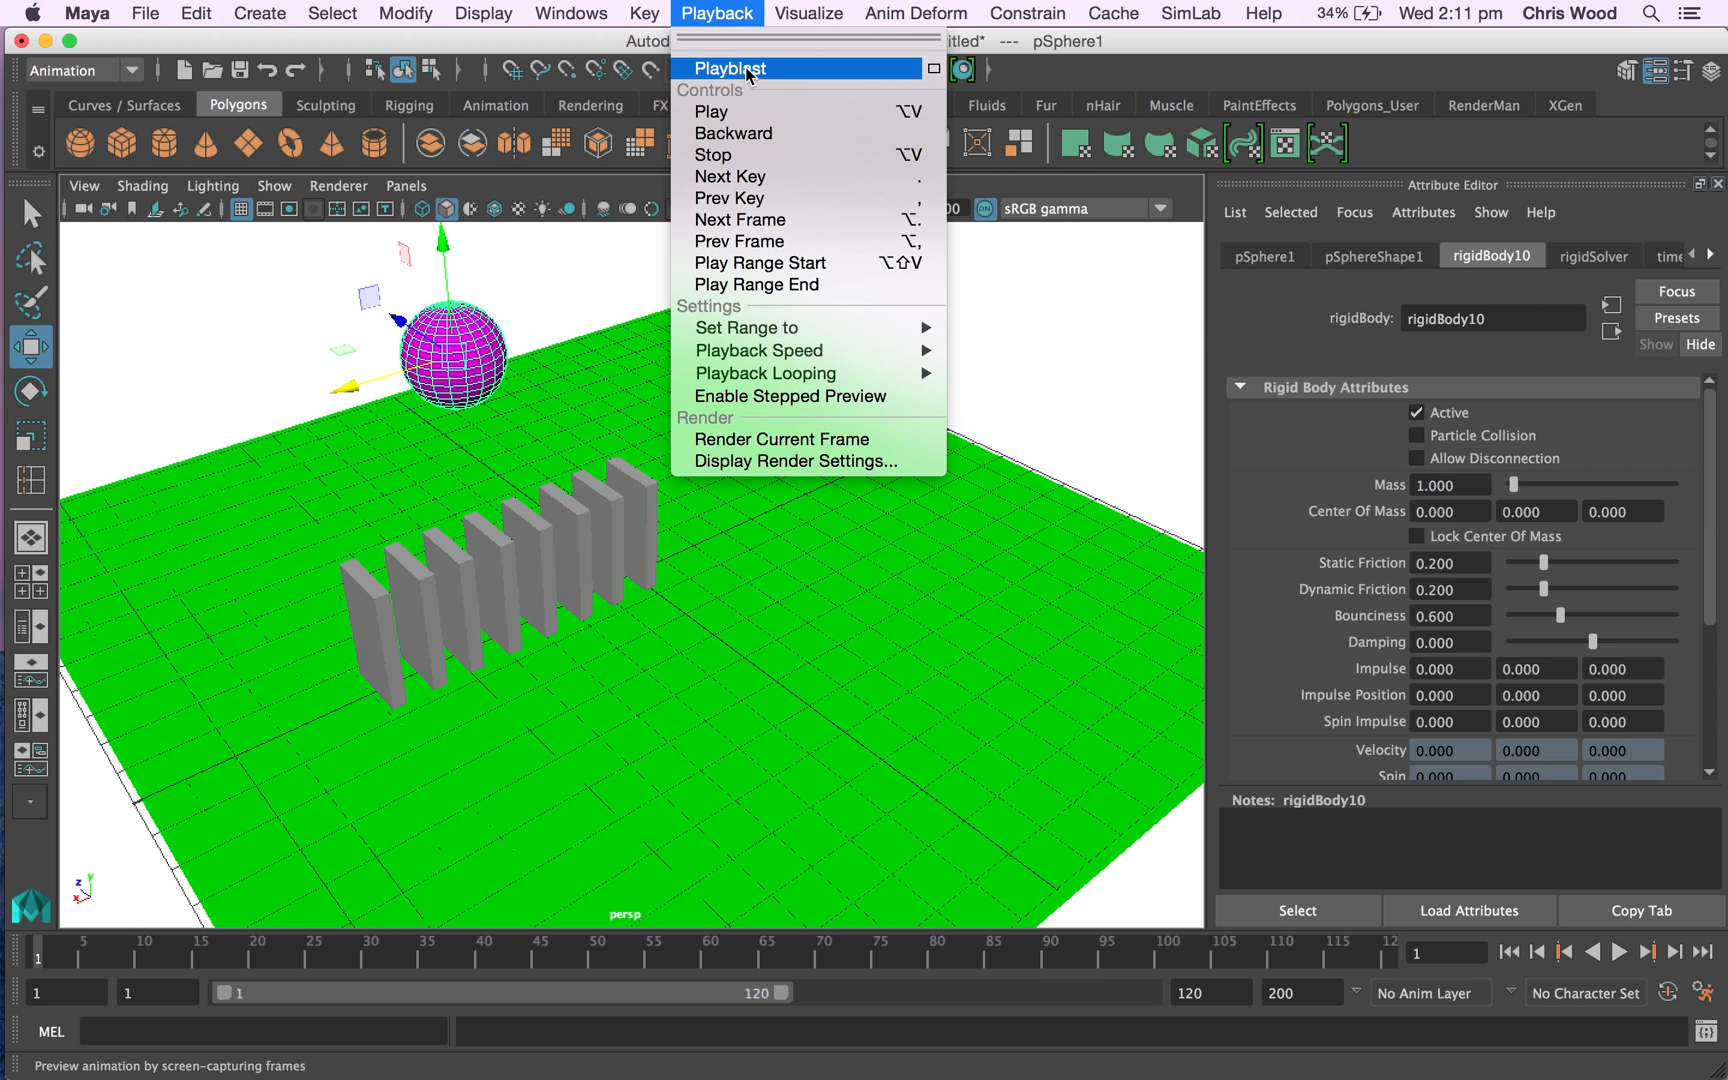 Maya File Edit Create Select Modify Display Windows Key Playback Visualize Anim Deform Constrain Cache SimLab Help 34% Wed 2:11 pm Chris Wood
Autod itled* --- pSphere1
Animation
Playblast
Controls
Play ⌥V
Backward
Stop ⌥V
Next Key .
Prev Key ,
Next Frame ⌥.
Prev Frame ⌥,
Play Range Start ⌥⇧V
Play Range End
Settings
Set Range to
Playback Speed
Playback Looping
Enable Stepped Preview
Render
Render Current Frame
Display Render Settings...
Curves / Surfaces Polygons Sculpting Rigging Animation Rendering FX Fluids Fur nHair Muscle PaintEffects Polygons_User RenderMan XGen
View Shading Lighting Show Renderer Panels
00 ON sRGB gamma
Attribute Editor
List Selected Focus Attributes Show Help
pSphere1 pSphereShape1 rigidBody10 rigidSolver time
rigidBody: rigidBody10
Focus
Presets
Show Hide
Rigid Body Attributes
Active
Particle Collision
Allow Disconnection
Mass 1.000
Center Of Mass 0.000 0.000 0.000
Lock Center Of Mass
Static Friction 0.200
Dynamic Friction 0.200
Bounciness 0.600
Damping 0.000
Impulse 0.000 0.000 0.000
Impulse Position 0.000 0.000 0.000
Spin Impulse 0.000 0.000 0.000
Velocity 0.000 0.000 0.000
Spin 0.000 0.000 0.000
Notes: rigidBody10
Select Load Attributes Copy Tab
z y
x
persp
5 10 15 20 25 30 35 40 45 50 55 60 65 70 75 80 85 90 95 100 105 110 115 12
1 1
1 1 1 120 120 200 No Anim Layer No Character Set
MEL
Preview animation by screen-capturing frames